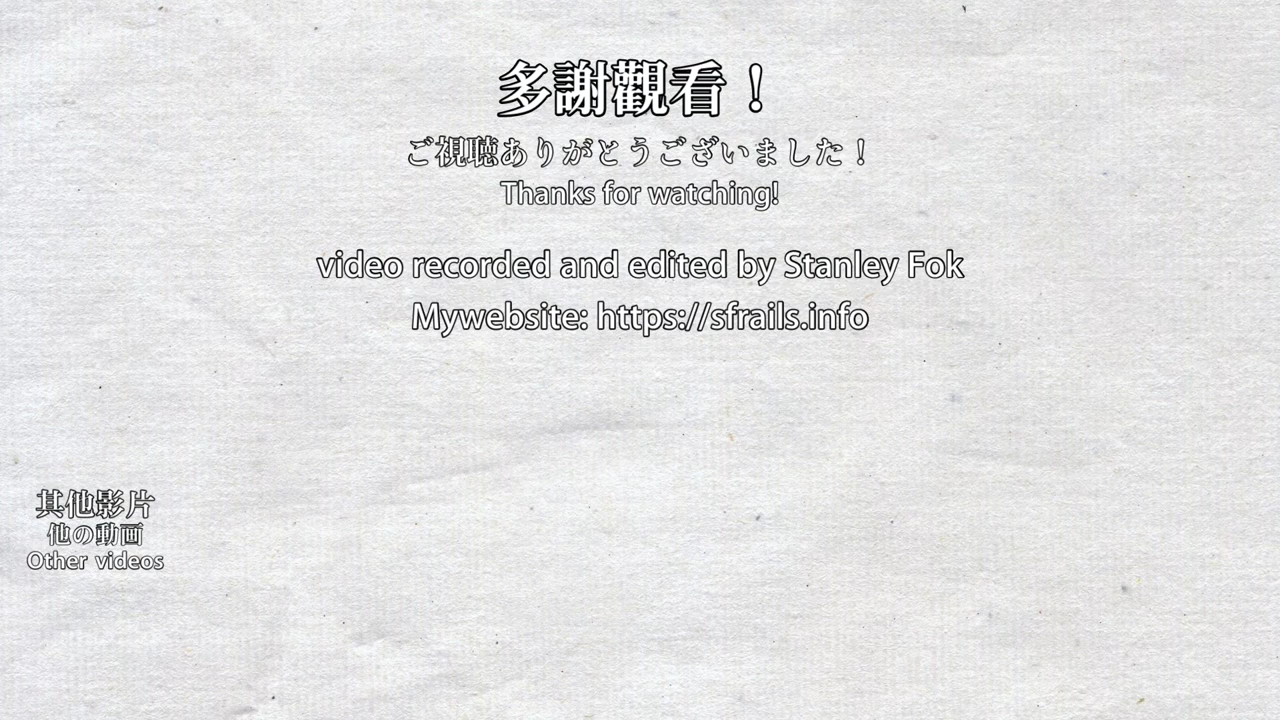 多謝觀看！
ご視聴ありがとうございました！
Thanks for watching!
video recorded and edited by Stanley Fok
Mywebsite: https://sfrails.info
其他影片
他の動画
Other videos